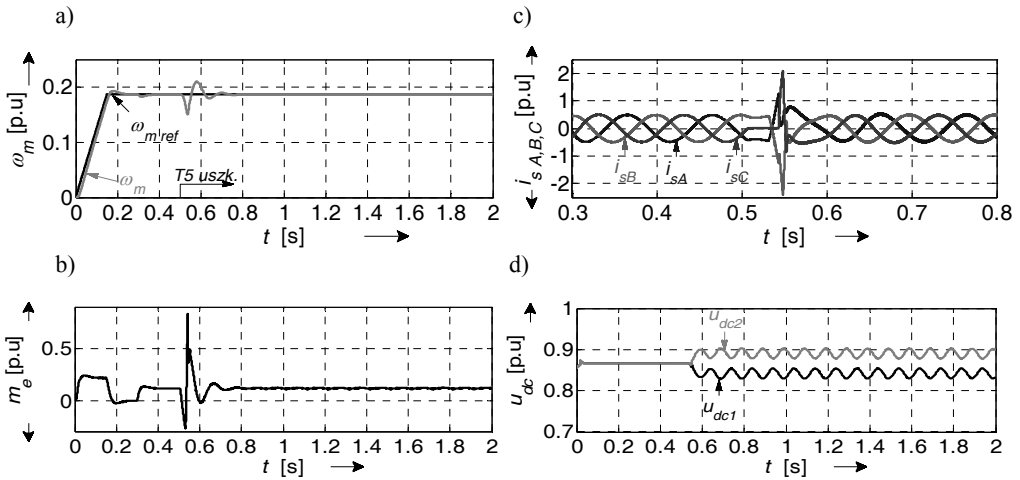 a)
ω_m [p.u]
0.2
0.1
0
ω_m ref
ω_m
T5 uszk.
0 0.2 0.4 0.6 0.8 1 1.2 1.4 1.6 1.8 2
t [s]
b)
m_e [p.u]
0.5
0
0 0.2 0.4 0.6 0.8 1 1.2 1.4 1.6 1.8 2
t [s]
c)
i_s A,B,C [p.u]
2
1
0
-1
-2
i_sB i_sA i_sC
0.3 0.4 0.5 0.6 0.7 0.8
t [s]
d)
u_dc [p.u]
1
0.9
0.8
0.7
u_dc2
u_dc1
0 0.2 0.4 0.6 0.8 1 1.2 1.4 1.6 1.8 2
t [s]